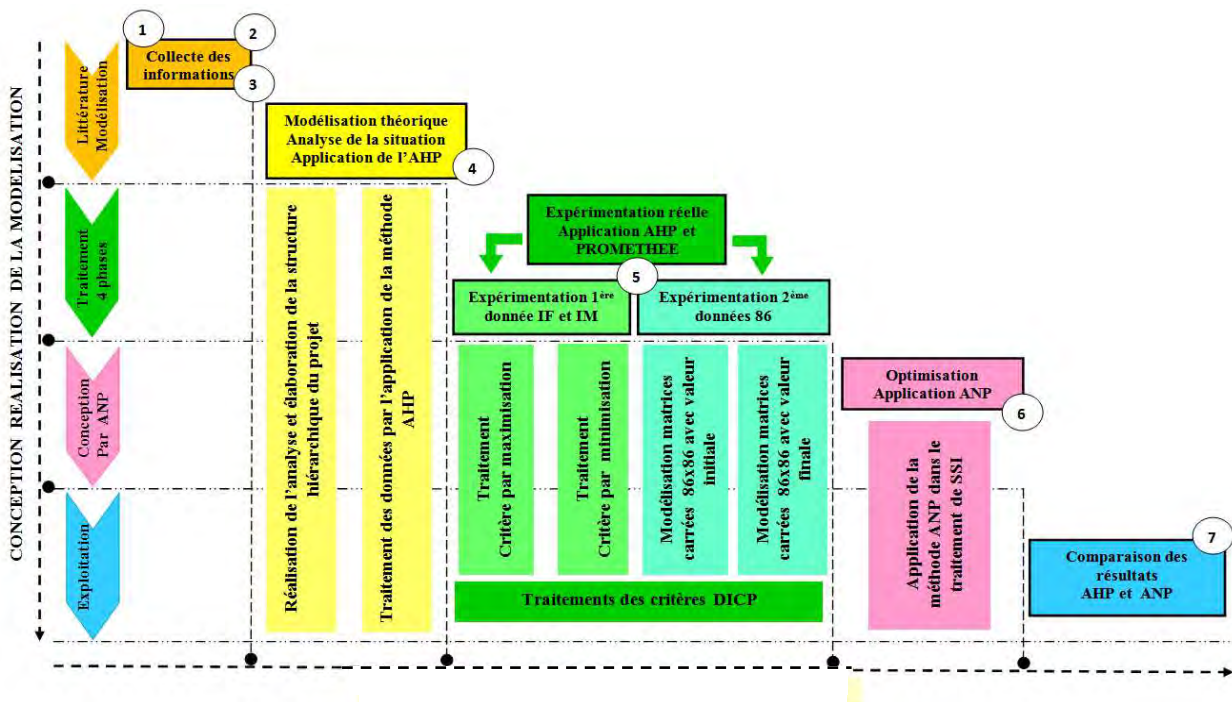 CONCEPTION REALISATION DE LA MODELISATION
Littérature
Modélisation
Traitement
4 phases
Conception
Par ANP
Exploitation
1
2
Collecte des
informations
3
Modélisation théorique
Analyse de la situation
Application de l'AHP
4
Réalisation de l'analyse et élaboration de la structure
hiérarchique du projet
Traitement des données par l'application de la méthode
AHP
Expérimentation réelle
Application AHP et
PROMETHEE
5
Expérimentation 1ère
donnée IF et IM
Expérimentation 2ème
données 86
Traitement
Critère par maximisation
Traitement
Critère par minimisation
Modélisation matrices
carrées 86x86 avec valeur
initiale
Modélisation matrices
carrées 86x86 avec valeur
finale
Traitements des critères DICP
Optimisation
Application ANP
6
Application de la
méthode ANP dans le
traitement de SSI
7
Comparaison des
résultats
AHP et ANP